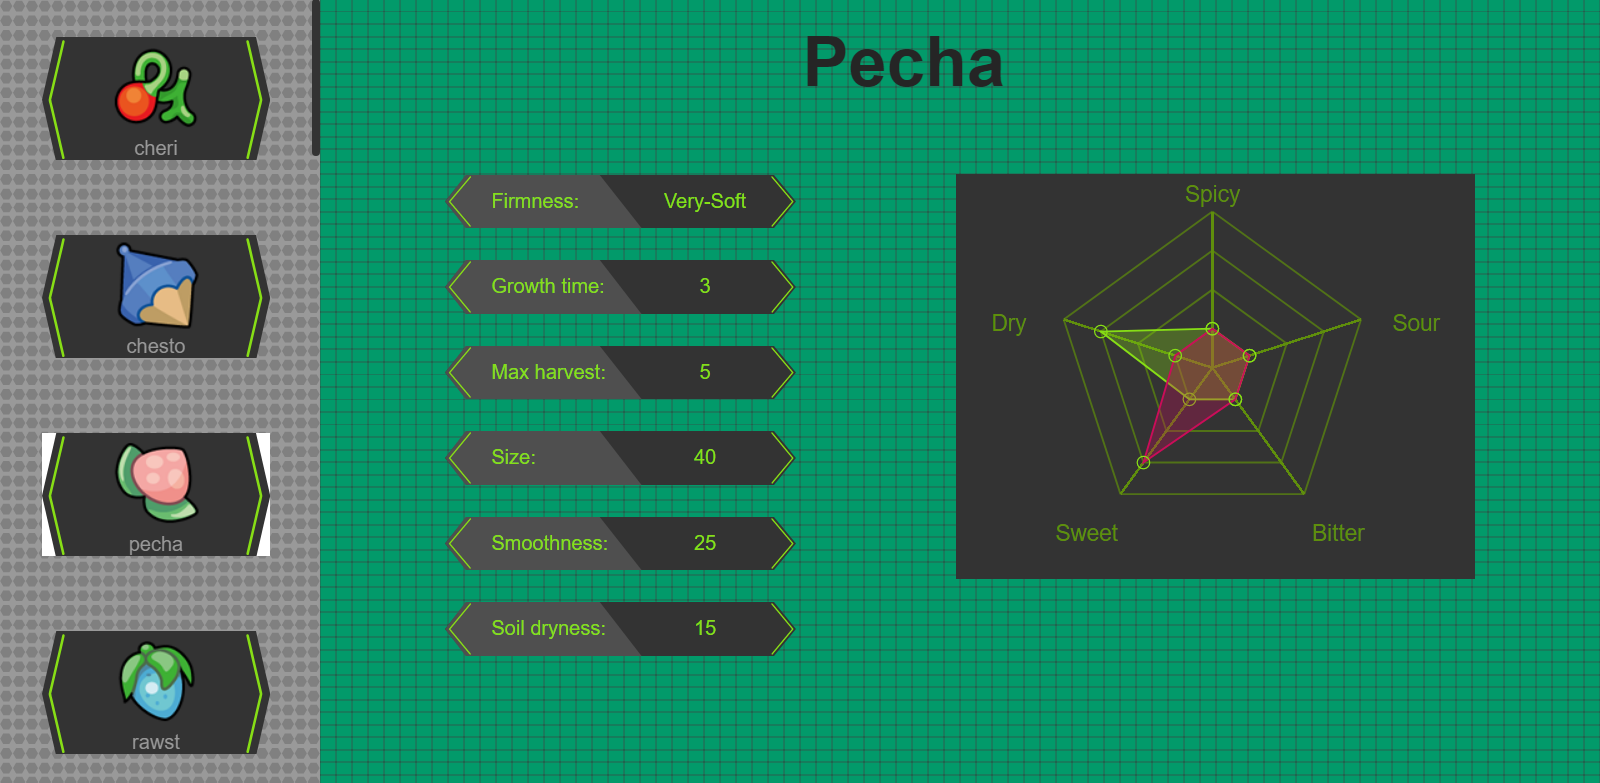 cheri
chesto
pecha
rawst
Pecha
Firmness: Very-Soft
Growth time: 3
Max harvest: 5
Size: 40
Smoothness: 25
Soil dryness: 15
Spicy
Dry
Sour
Sweet
Bitter